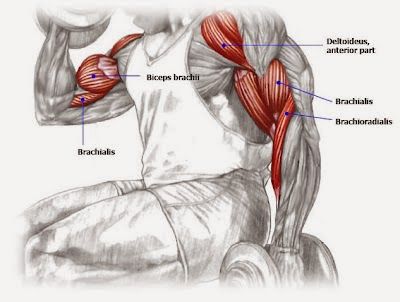 Deltoideus,
anterior part
Biceps brachii
Brachialis
Brachioradialis
Brachialis